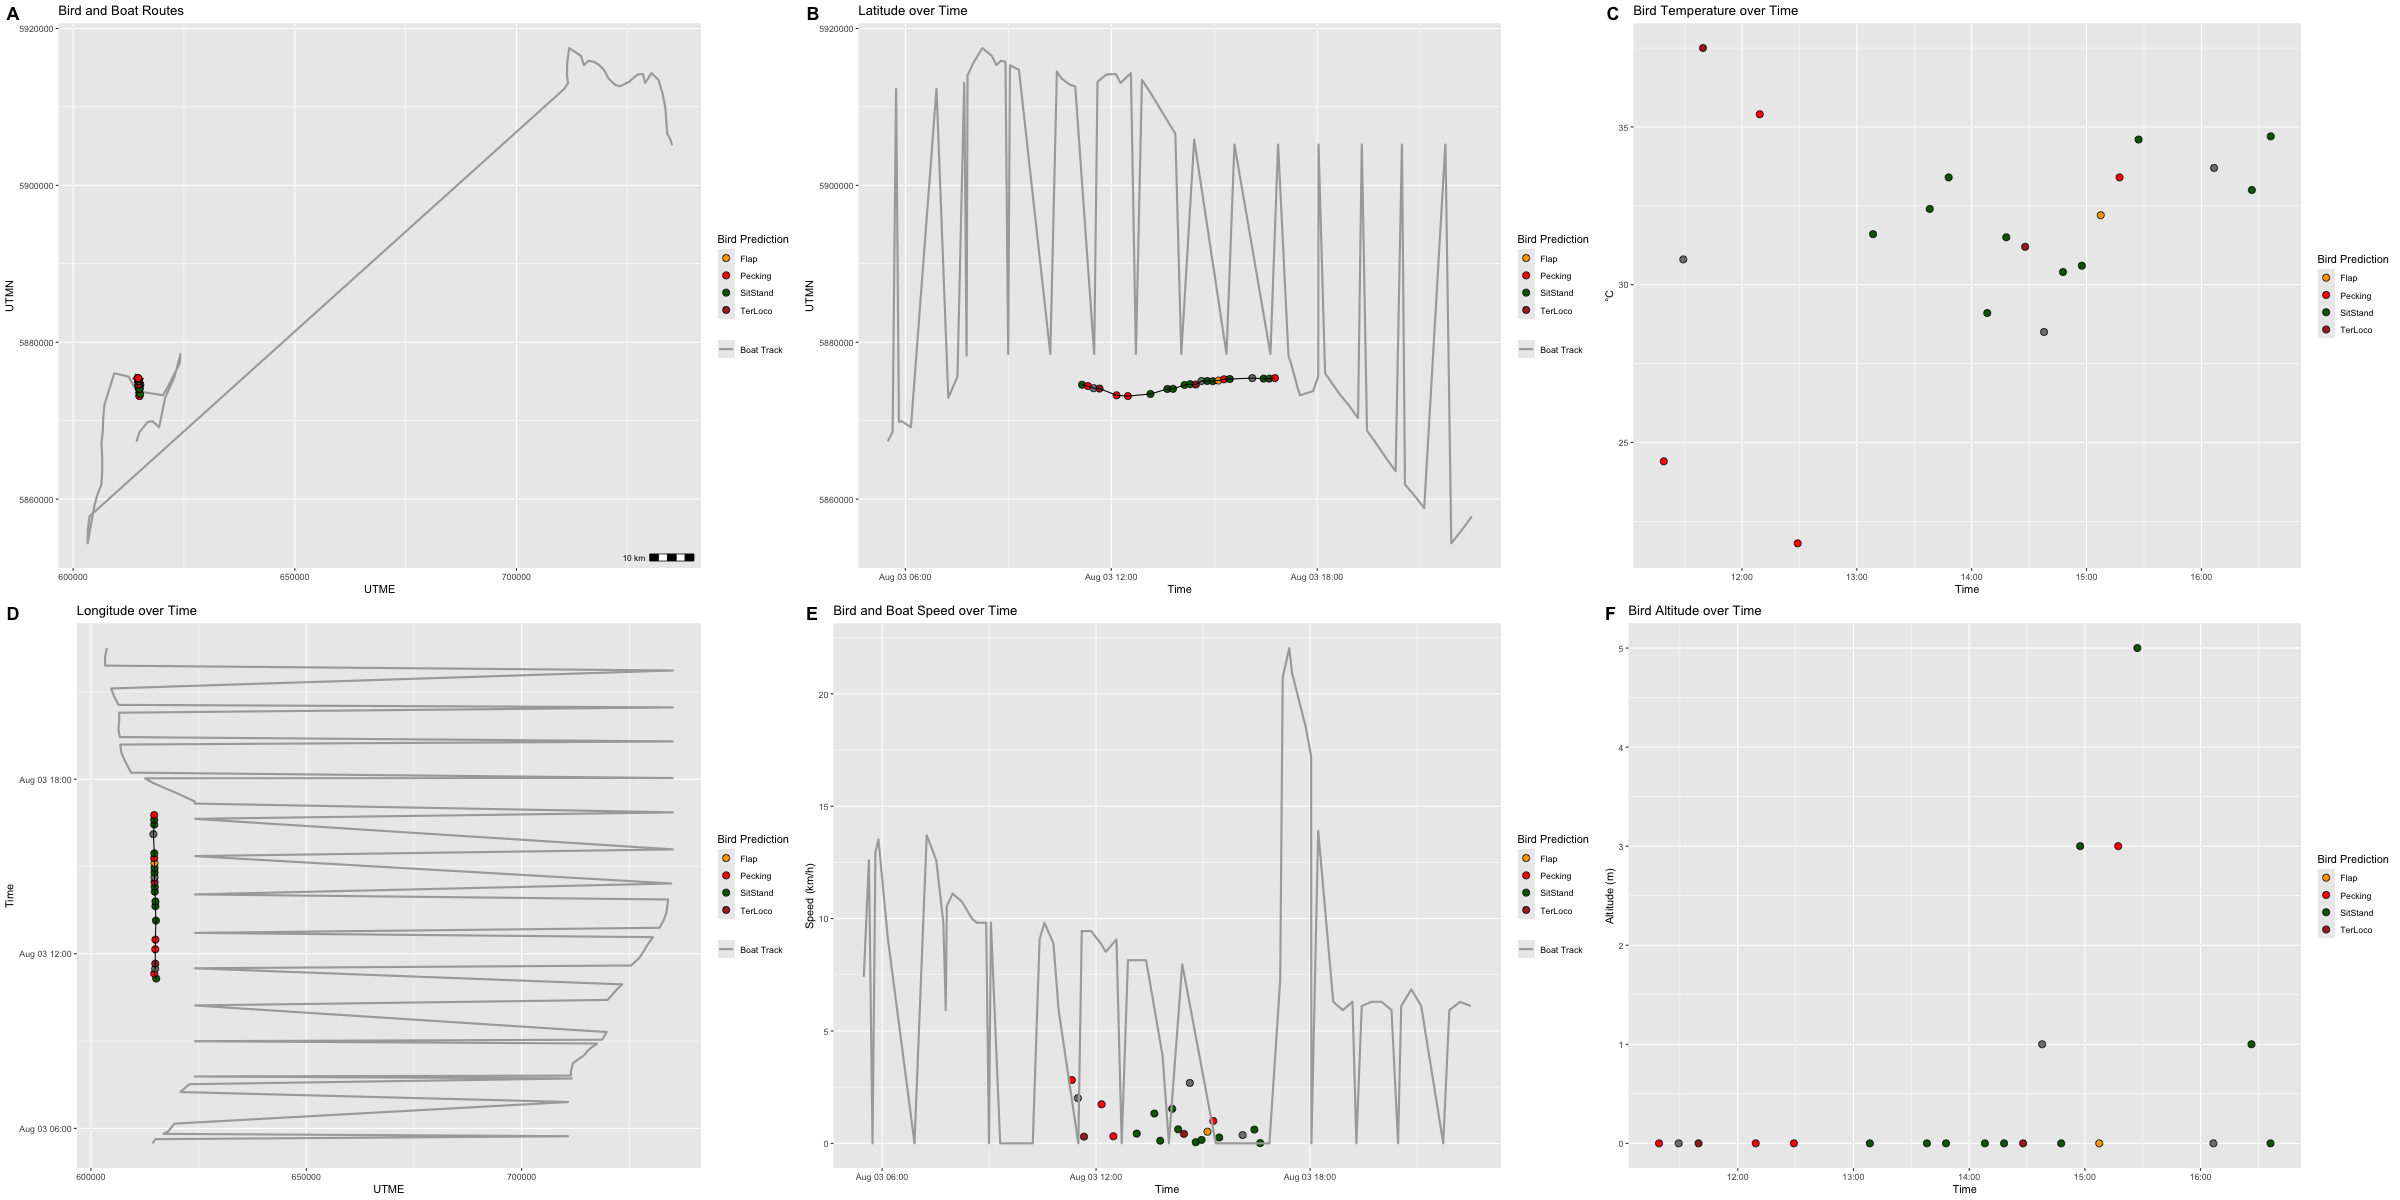 A Bird and Boat Routes
5920000
5900000
5880000
5860000
UTMN
600000 650000 700000
UTME
10 km
Bird Prediction
Flap
Pecking
SitStand
TerLoco
Boat Track
B Latitude over Time
5920000
5900000
5880000
5860000
UTMN
Aug 03 06:00 Aug 03 12:00 Aug 03 18:00
Time
Bird Prediction
Flap
Pecking
SitStand
TerLoco
Boat Track
C Bird Temperature over Time
35
30
25
°C
12:00 13:00 14:00 15:00 16:00
Time
Bird Prediction
Flap
Pecking
SitStand
TerLoco
D Longitude over Time
Aug 03 18:00
Aug 03 12:00
Aug 03 06:00
Time
600000 650000 700000
UTME
Bird Prediction
Flap
Pecking
SitStand
TerLoco
Boat Track
E Bird and Boat Speed over Time
20
15
10
5
0
Speed (km/h)
Aug 03 06:00 Aug 03 12:00 Aug 03 18:00
Time
Bird Prediction
Flap
Pecking
SitStand
TerLoco
Boat Track
F Bird Altitude over Time
5
4
3
2
1
0
Altitude (m)
12:00 13:00 14:00 15:00 16:00
Time
Bird Prediction
Flap
Pecking
SitStand
TerLoco